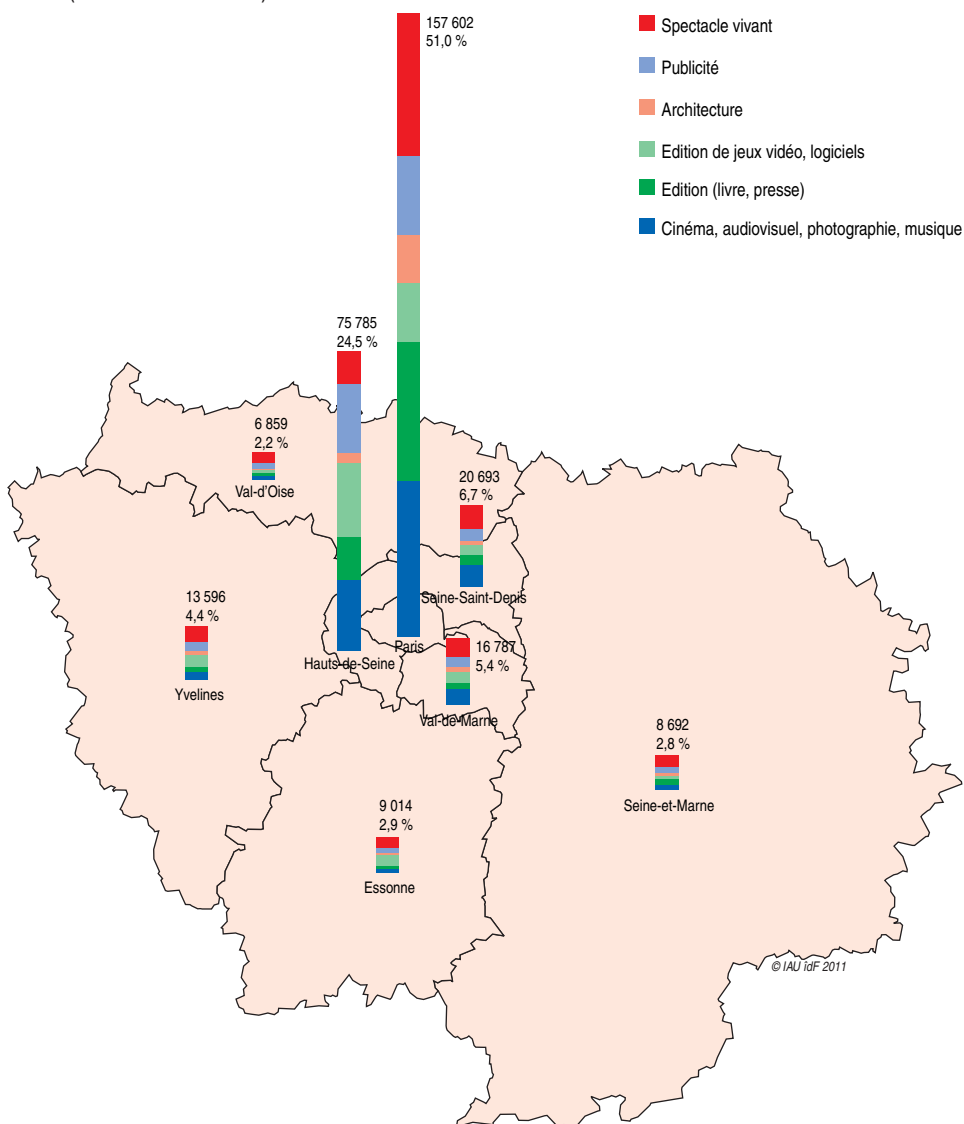 157 602
51,0 %
Spectacle vivant
Publicité
Architecture
Edition de jeux vidéo, logiciels
Edition (livre, presse)
Cinéma, audiovisuel, photographie, musique
75 785
24,5 %
6 859
2,2 %
Val-d'Oise
20 693
6,7 %
Seine-Saint-Denis
13 596
4,4 %
Yvelines
Paris
Hauts-de-Seine
16 787
5,4 %
Val-de-Marne
8 692
2,8 %
Seine-et-Marne
9 014
2,9 %
Essonne
© IAU îdF 2011